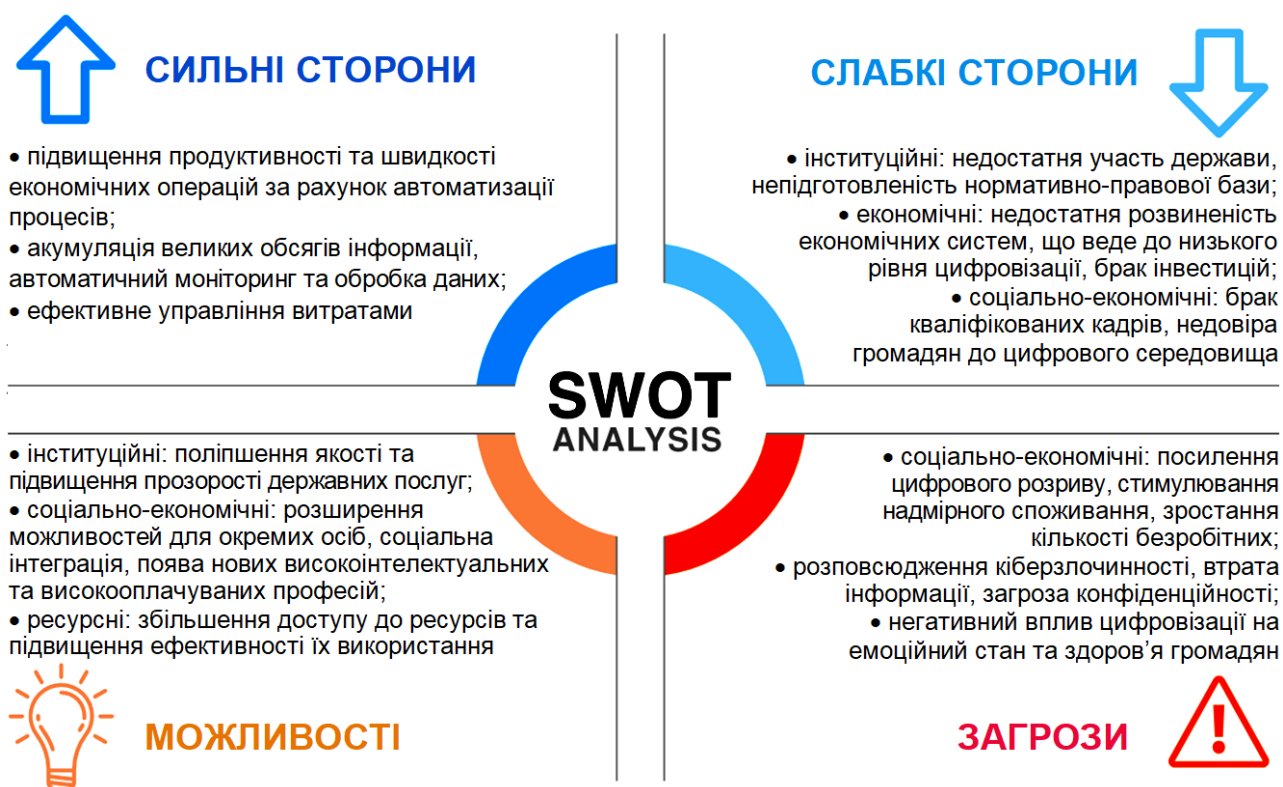 СИЛЬНІ СТОРОНИ
• підвищення продуктивності та швидкості
економічних операцій за рахунок автоматизації
процесів;
• акумуляція великих обсягів інформації,
автоматичний моніторинг та обробка даних;
• ефективне управління витратами
СЛАБКІ СТОРОНИ
• інституційні: недостатня участь держави,
непідготовленість нормативно-правової бази;
• економічні: недостатня розвиненість
економічних систем, що веде до низького
рівня цифровізації, брак інвестицій;
• соціально-економічні: брак
кваліфікованих кадрів, недовіра
громадян до цифрового середовища
SWOT
ANALYSIS
• інституційні: поліпшення якості та
підвищення прозорості державних послуг;
• соціально-економічні: розширення
можливостей для окремих осіб, соціальна
інтеграція, поява нових високоінтелектуальних
та високооплачуваних професій;
• ресурсні: збільшення доступу до ресурсів та
підвищення ефективності їх використання
МОЖЛИВОСТІ
• соціально-економічні: посилення
цифрового розриву, стимулювання
надмірного споживання, зростання
кількості безробітних;
• розповсюдження кіберзлочинності, втрата
інформації, загроза конфіденційності;
• негативний вплив цифровізації на
емоційний стан та здоров’я громадян
ЗАГРОЗИ